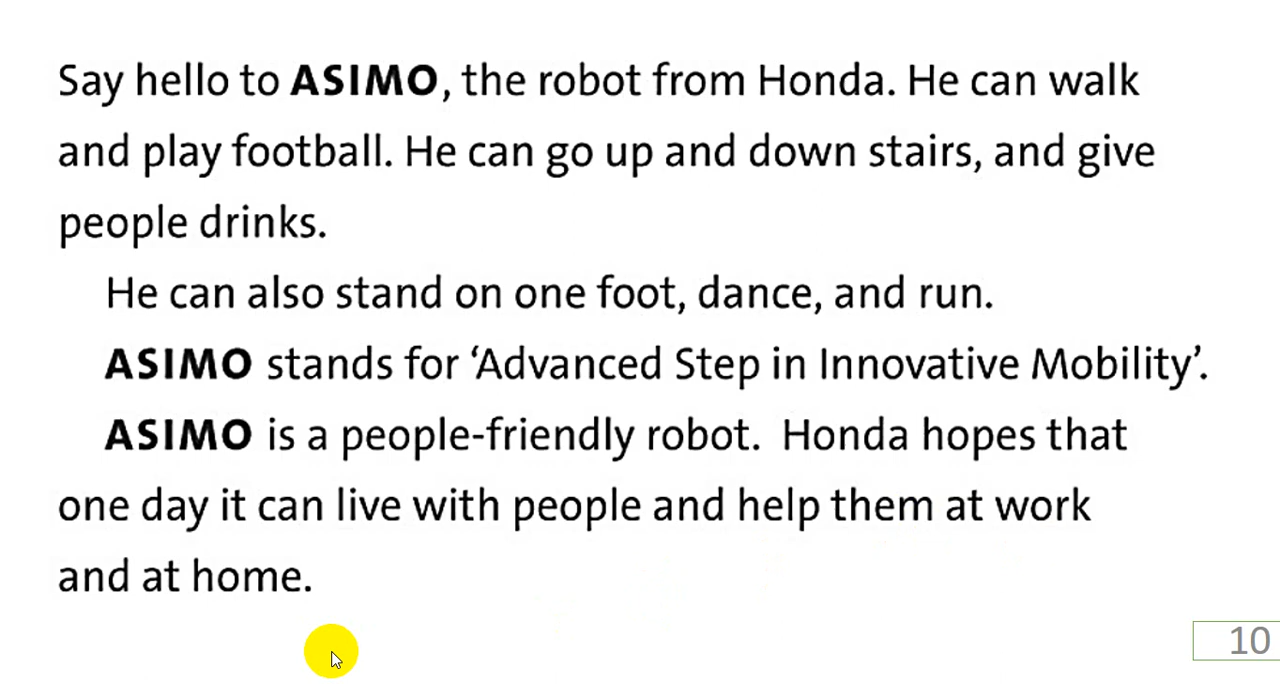 Say hello to ASIMO, the robot from Honda. He can walk
and play football. He can go up and down stairs, and give
people drinks.
He can also stand on one foot, dance, and run.
ASIMO stands for ‘Advanced Step in Innovative Mobility’.
ASIMO is a people-friendly robot. Honda hopes that
one day it can live with people and help them at work
and at home.
10